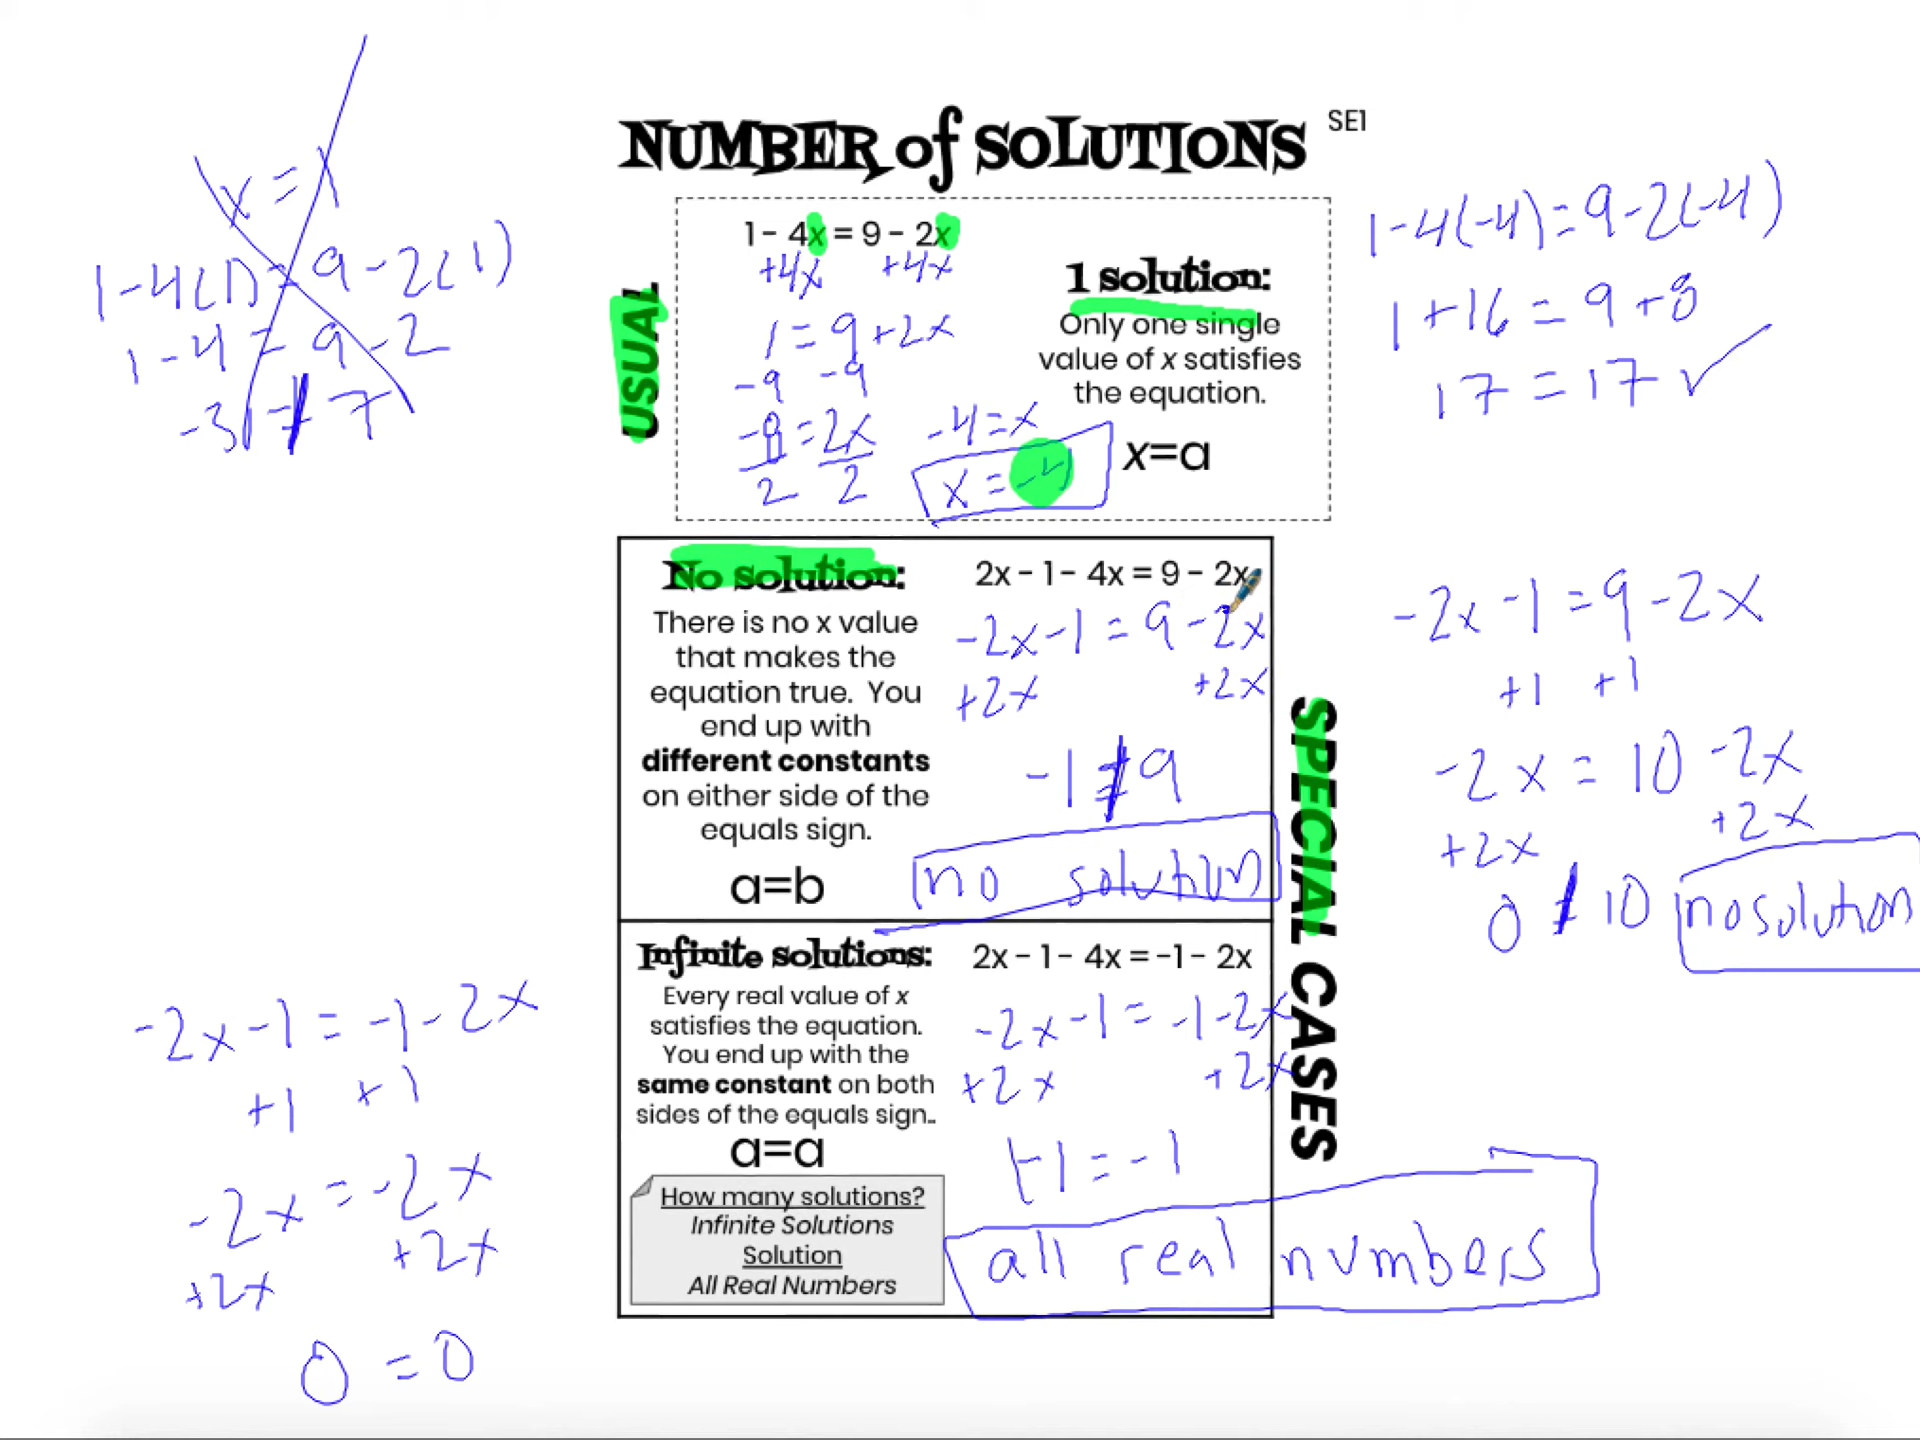 NUMBER of SOLUTIONS
SE1
x = 1
1-4(1) = 9-2(1)
1-4 = 9-2
-3 ≠ 7
USUAL
1 - 4x = 9 - 2x
+4x +4x
1 = 9 +2x
-9 -9
-8 = 2x
2 2
-4 = x
x = -4
1 solution:
Only one single
value of x satisfies
the equation.
x=a
1-4(-4) = 9-2(-4)
1+16 = 9+8
17 = 17 ✓
No solution:
There is no x value
that makes the
equation true. You
end up with
different constants
on either side of the
equals sign.
a=b
2x - 1 - 4x = 9 - 2x
-2x -1 = 9 -2x
+2x +2x
-1 ≠ 9
no solution
SPECIAL CASES
-2x -1 = 9 -2x
+1 +1
-2x = 10 -2x
+2x +2x
0 ≠ 10 no solution
Infinite solutions:
Every real value of x
satisfies the equation.
You end up with the
same constant on both
sides of the equals sign..
a=a
2x - 1 - 4x = -1 - 2x
-2x -1 = -1 -2x
+2x +2x
-1 = -1
all real numbers
How many solutions?
Infinite Solutions
Solution
All Real Numbers
-2x -1 = -1 -2x
+1 +1
-2x = -2x
+2x +2x
0 = 0